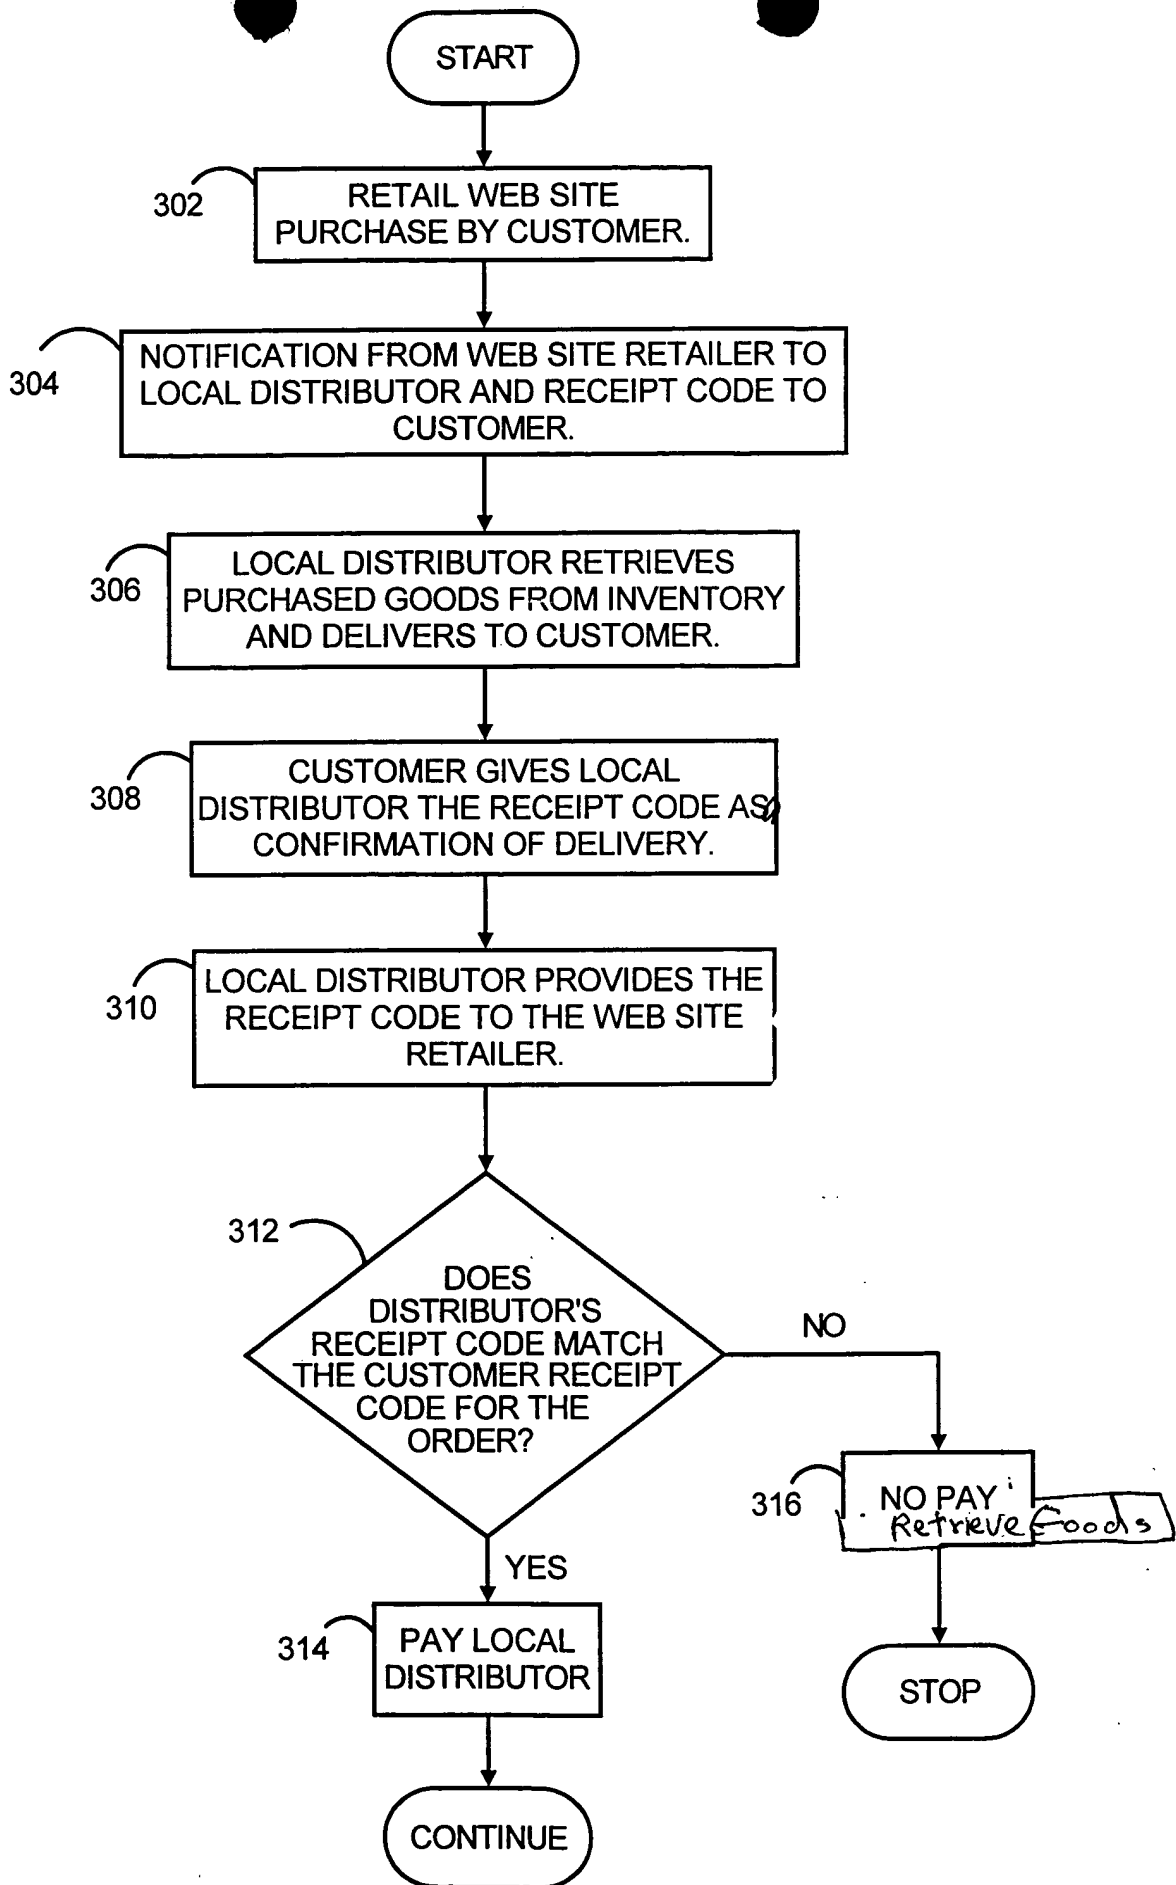 START
302
RETAIL WEB SITE
PURCHASE BY CUSTOMER.
304
NOTIFICATION FROM WEB SITE RETAILER TO
LOCAL DISTRIBUTOR AND RECEIPT CODE TO
CUSTOMER.
306
LOCAL DISTRIBUTOR RETRIEVES
PURCHASED GOODS FROM INVENTORY
AND DELIVERS TO CUSTOMER.
308
CUSTOMER GIVES LOCAL
DISTRIBUTOR THE RECEIPT CODE AS
CONFIRMATION OF DELIVERY.
310
LOCAL DISTRIBUTOR PROVIDES THE
RECEIPT CODE TO THE WEB SITE
RETAILER.
312
DOES
DISTRIBUTOR'S
RECEIPT CODE MATCH
THE CUSTOMER RECEIPT
CODE FOR THE
ORDER?
NO
316
NO PAY
Retrieve Goods
YES
314
PAY LOCAL
DISTRIBUTOR
STOP
CONTINUE